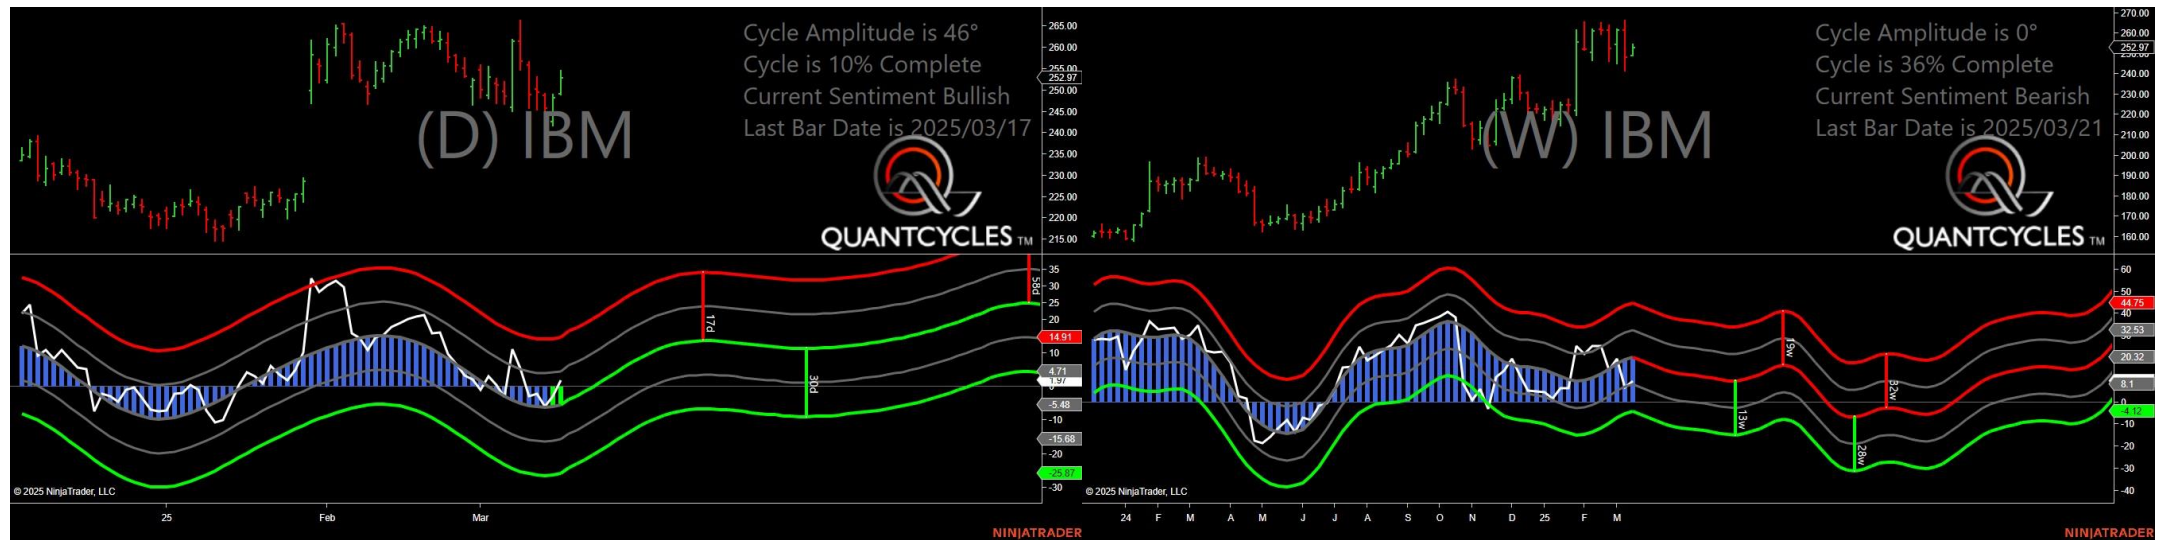 Cycle Amplitude is 46°
Cycle is 10% Complete
Current Sentiment Bullish
Last Bar Date is 2025/03/17
(D) IBM
QUANTCYCLES TM
265.00
260.00
255.00
252.97
250.00
245.00
240.00
235.00
230.00
225.00
220.00
215.00
35
30
25
20
14.91
10
4.71
1.97
-5.48
-10
-15.68
-20
-25.87
-30
58d
17d
30d
© 2025 NinjaTrader, LLC
25 Feb Mar
NINJATRADER
Cycle Amplitude is 0°
Cycle is 36% Complete
Current Sentiment Bearish
Last Bar Date is 2025/03/21
(W) IBM
QUANTCYCLES TM
270.00
260.00
252.97
240.00
230.00
220.00
210.00
200.00
190.00
180.00
170.00
160.00
60
50
44.75
40
32.53
20.32
8.1
0
-4.12
-10
-20
-30
-40
19w
32w
13w
28w
© 2025 NinjaTrader, LLC
24 F M A M J J A S O N D 25 F M
NINJATRADER